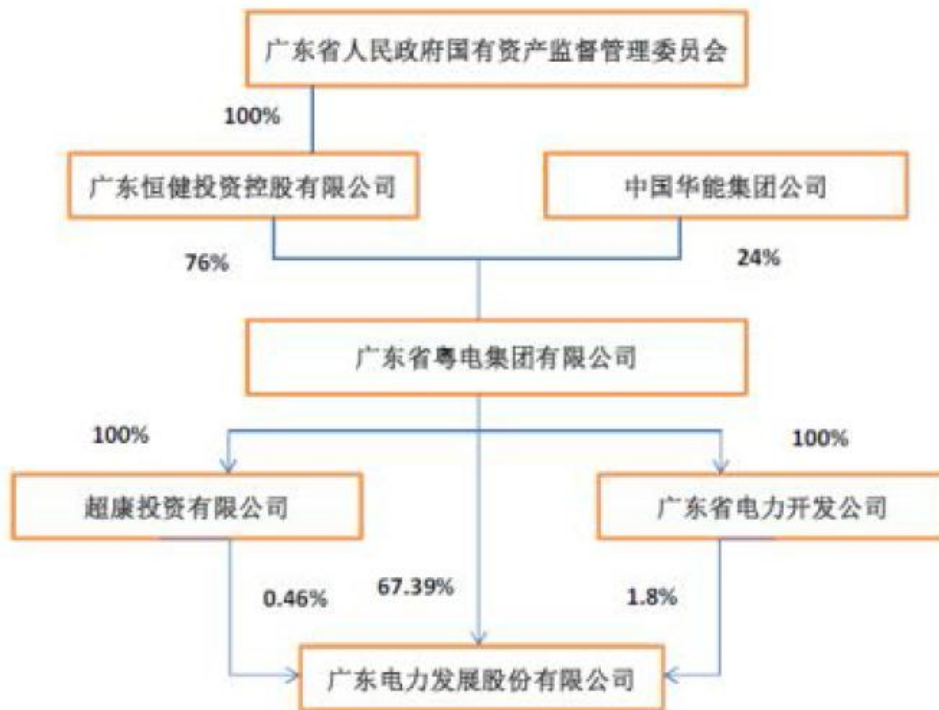 广东省人民政府国有资产监督管理委员会
100%
广东恒健投资控股有限公司
中国华能集团公司
76%
24%
广东省粤电集团有限公司
100%
100%
超康投资有限公司
广东省电力开发公司
0.46%
67.39%
1.8%
广东电力发展股份有限公司